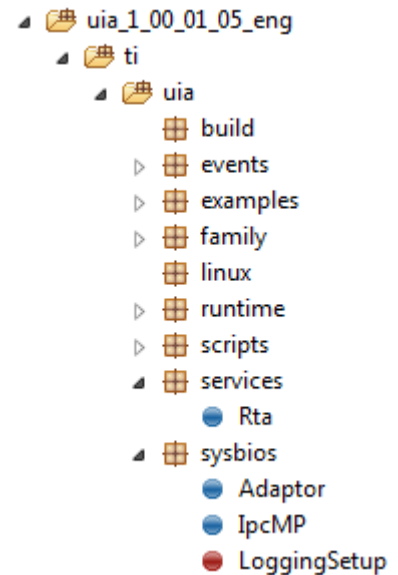 uia_1_00_01_05_eng
ti
uia
build
events
examples
family
linux
runtime
scripts
services
Rta
sysbios
Adaptor
IpcMP
LoggingSetup